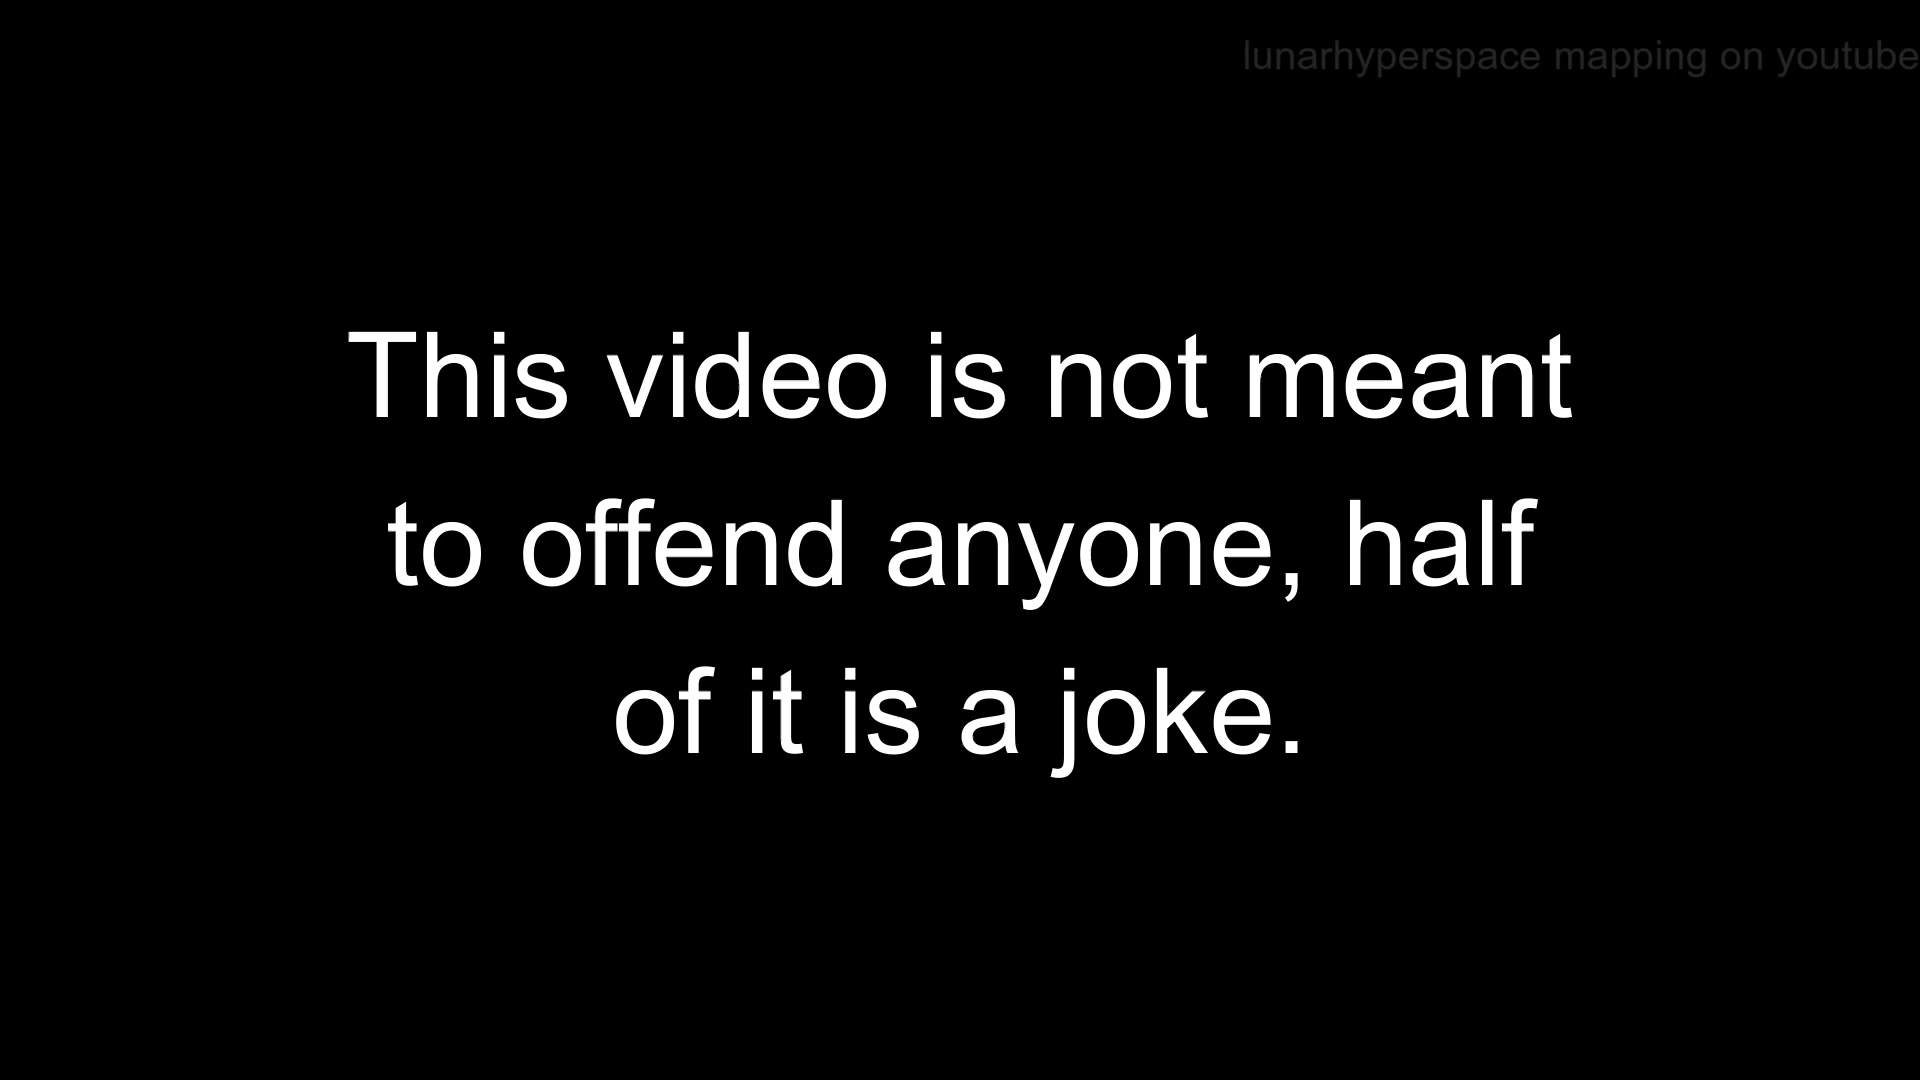 lunarhyperspace mapping on youtube
This video is not meant
to offend anyone, half
of it is a joke.